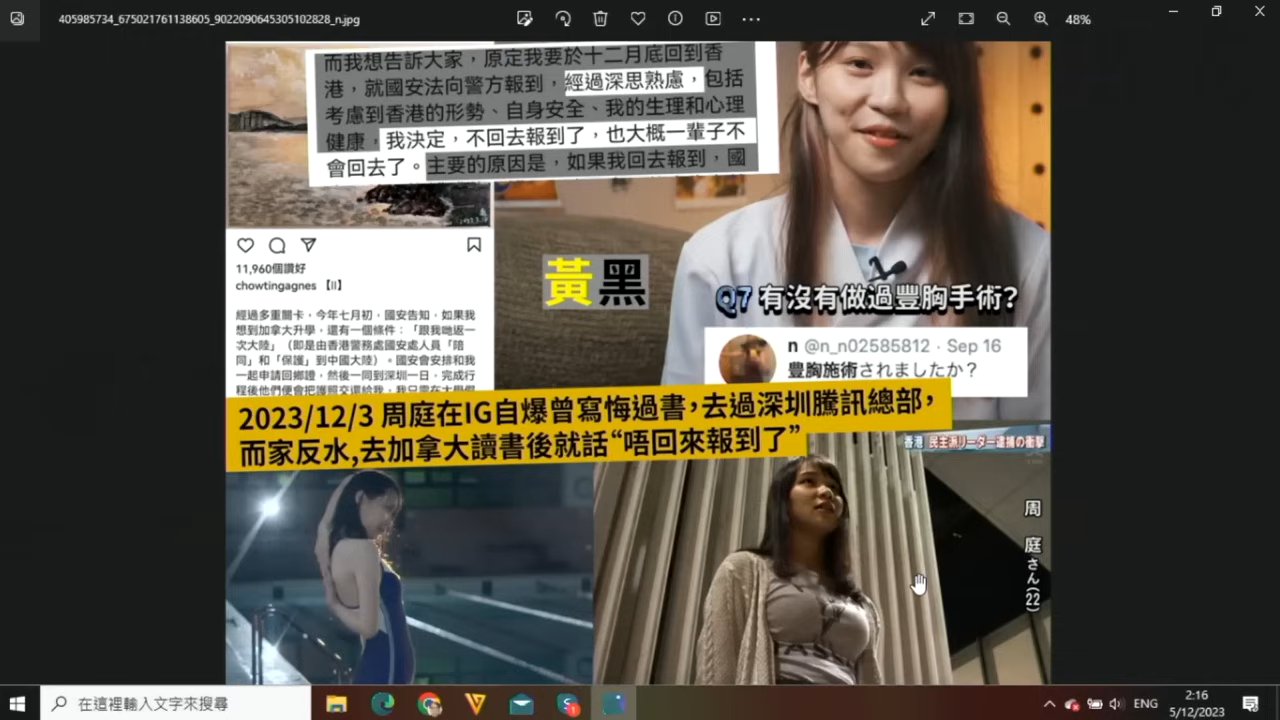 405985734_675021761138605_9022090645305102828_n.jpg
48%
而我想告訴大家，原定我要於十二月底回到香
港，就國安法向警方報到，經過深思熟慮，包括
考慮到香港的形勢、自身安全、我的生理和心理
健康，我決定，不回去報到了，也大概一輩子不
會回去了。主要的原因是，如果我回去報到，國
11,960個讚好
chowtingagnes 【II】
經過多重關卡，今年七月初，國安告知，如果我
想到加拿大升學，還有一個條件：「跟我哋返一
次大陸」（即是由香港警務處國安處人員「陪
同」和「保護」到中國大陸）。國安會安排和我
一起申請回鄉證，然後一同到深圳一日，完成行
程後他們便會把護照交還給我，我只需在大學假
黃黑
Q7 有沒有做過豐胸手術？
n @n_n02585812 · Sep 16
豊胸施術されましたか？
2023/12/3 周庭在IG自爆曾寫悔過書，去過深圳騰訊總部，
而家反水,去加拿大讀書後就話“唔回來報到了”
香港 民主派リーダー逮捕の衝撃
周庭さん(22)
在這裡輸入文字來搜尋
ENG
2:16
5/12/2023